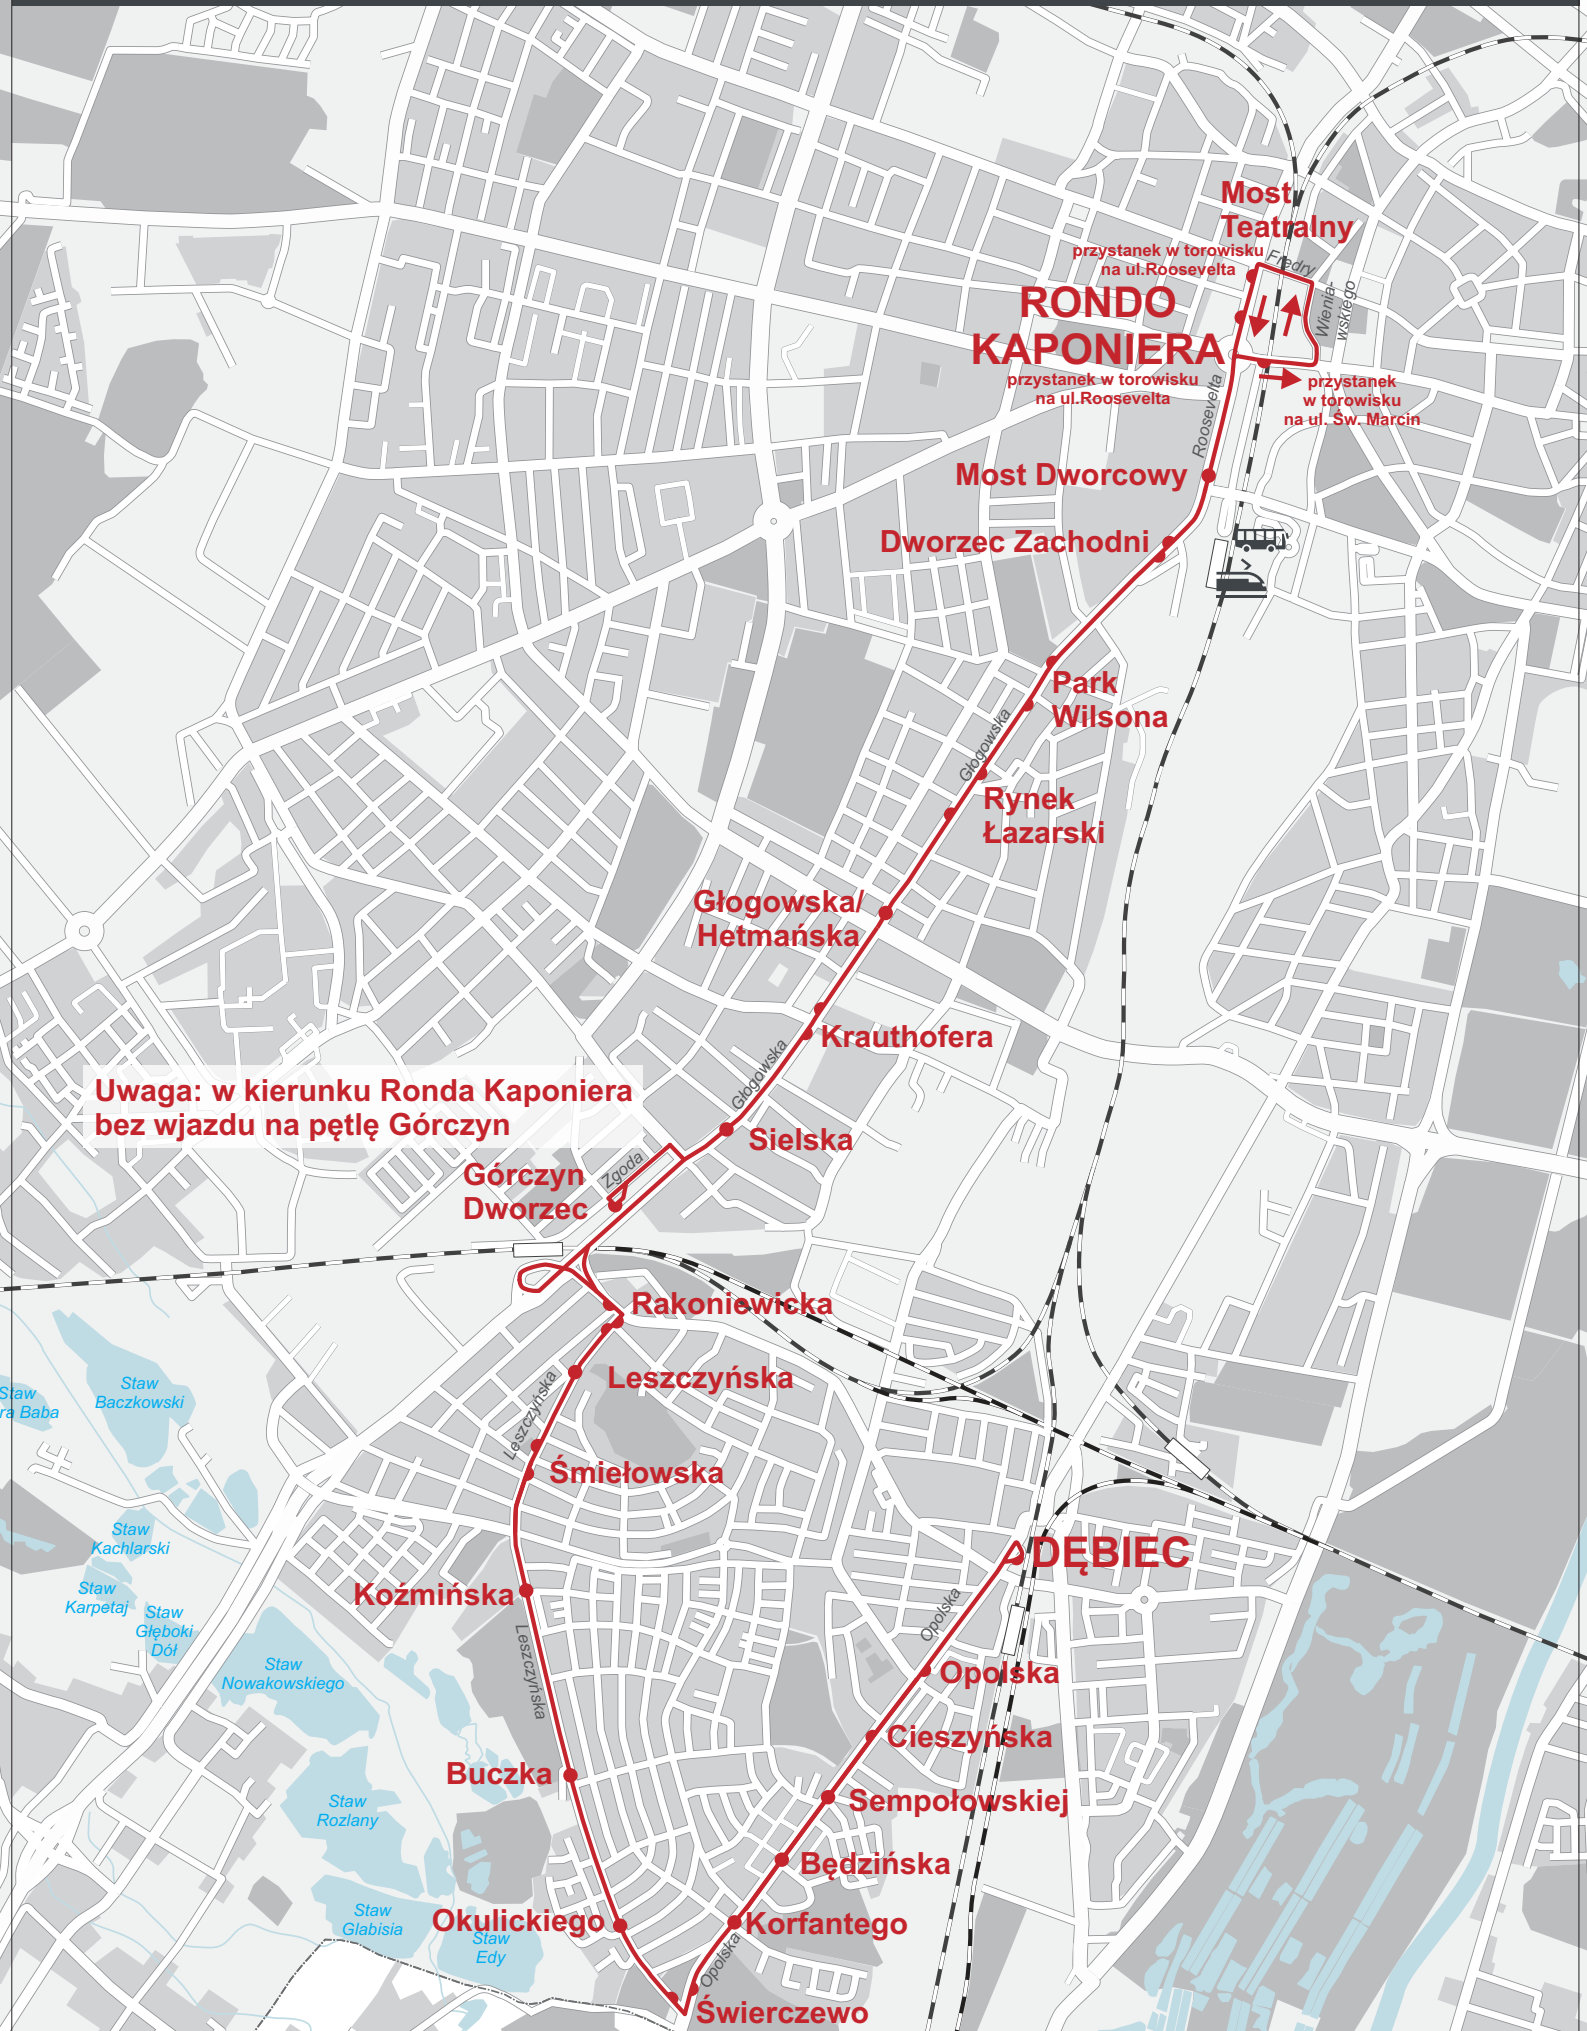 Most
Teatralny
przystanek w torowisku
na ul.Roosevelta
Fredry
Wienia-
wskiego
RONDO
KAPONIERA
przystanek w torowisku
na ul.Roosevelta
przystanek
w torowisku
na ul. Św. Marcin
Roosevelta
Most Dworcowy
Dworzec Zachodni
Park
Wilsona
Głogowska
Rynek
Łazarski
Głogowska/
Hetmańska
Krauthofera
Głogowska
Uwaga: w kierunku Ronda Kaponiera
bez wjazdu na pętlę Górczyn
Sielska
Zgoda
Górczyn
Dworzec
Rakoniewicka
Leszczyńska
Leszczyńska
Staw
Baczkowski
Staw
ra Baba
Śmiełowska
Staw
Kachlarski
DĘBIEC
Staw
Karpetaj
Koźmińska
Staw
Głęboki
Dół
Opolska
Leszczyńska
Staw
Nowakowskiego
Opolska
Cieszyńska
Buczka
Sempołowskiej
Staw
Rozlany
Będzińska
Staw
Glabisia
Okulickiego
Korfantego
Staw
Edy
Opolska
Świerczewo